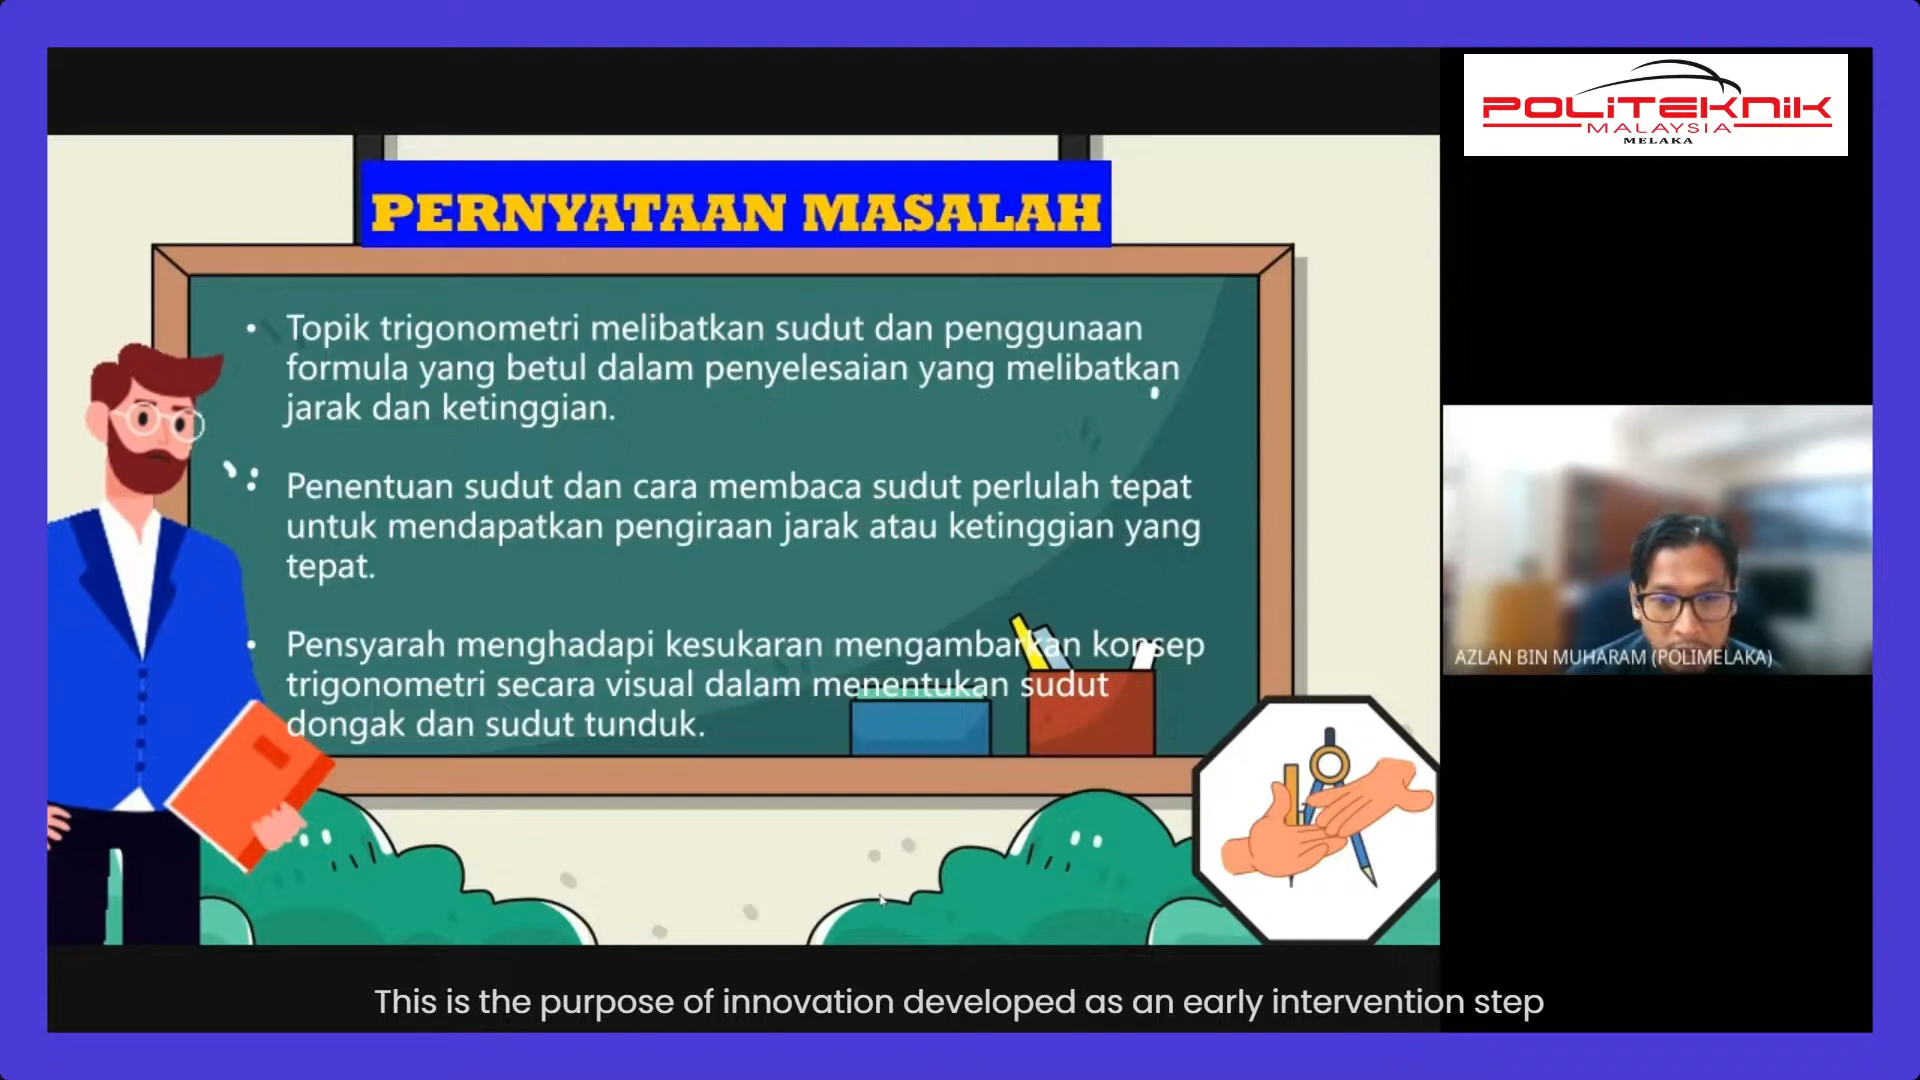 POLITEKNIK
MALAYSIA
MELAKA
PERNYATAAN MASALAH
• Topik trigonometri melibatkan sudut dan penggunaan
formula yang betul dalam penyelesaian yang melibatkan
jarak dan ketinggian.
• Penentuan sudut dan cara membaca sudut perlulah tepat
untuk mendapatkan pengiraan jarak atau ketinggian yang
tepat.
• Pensyarah menghadapi kesukaran mengambarkan konsep
trigonometri secara visual dalam menentukan sudut
dongak dan sudut tunduk.
AZLAN BIN MUHARAM (POLIMELAKA)
This is the purpose of innovation developed as an early intervention step